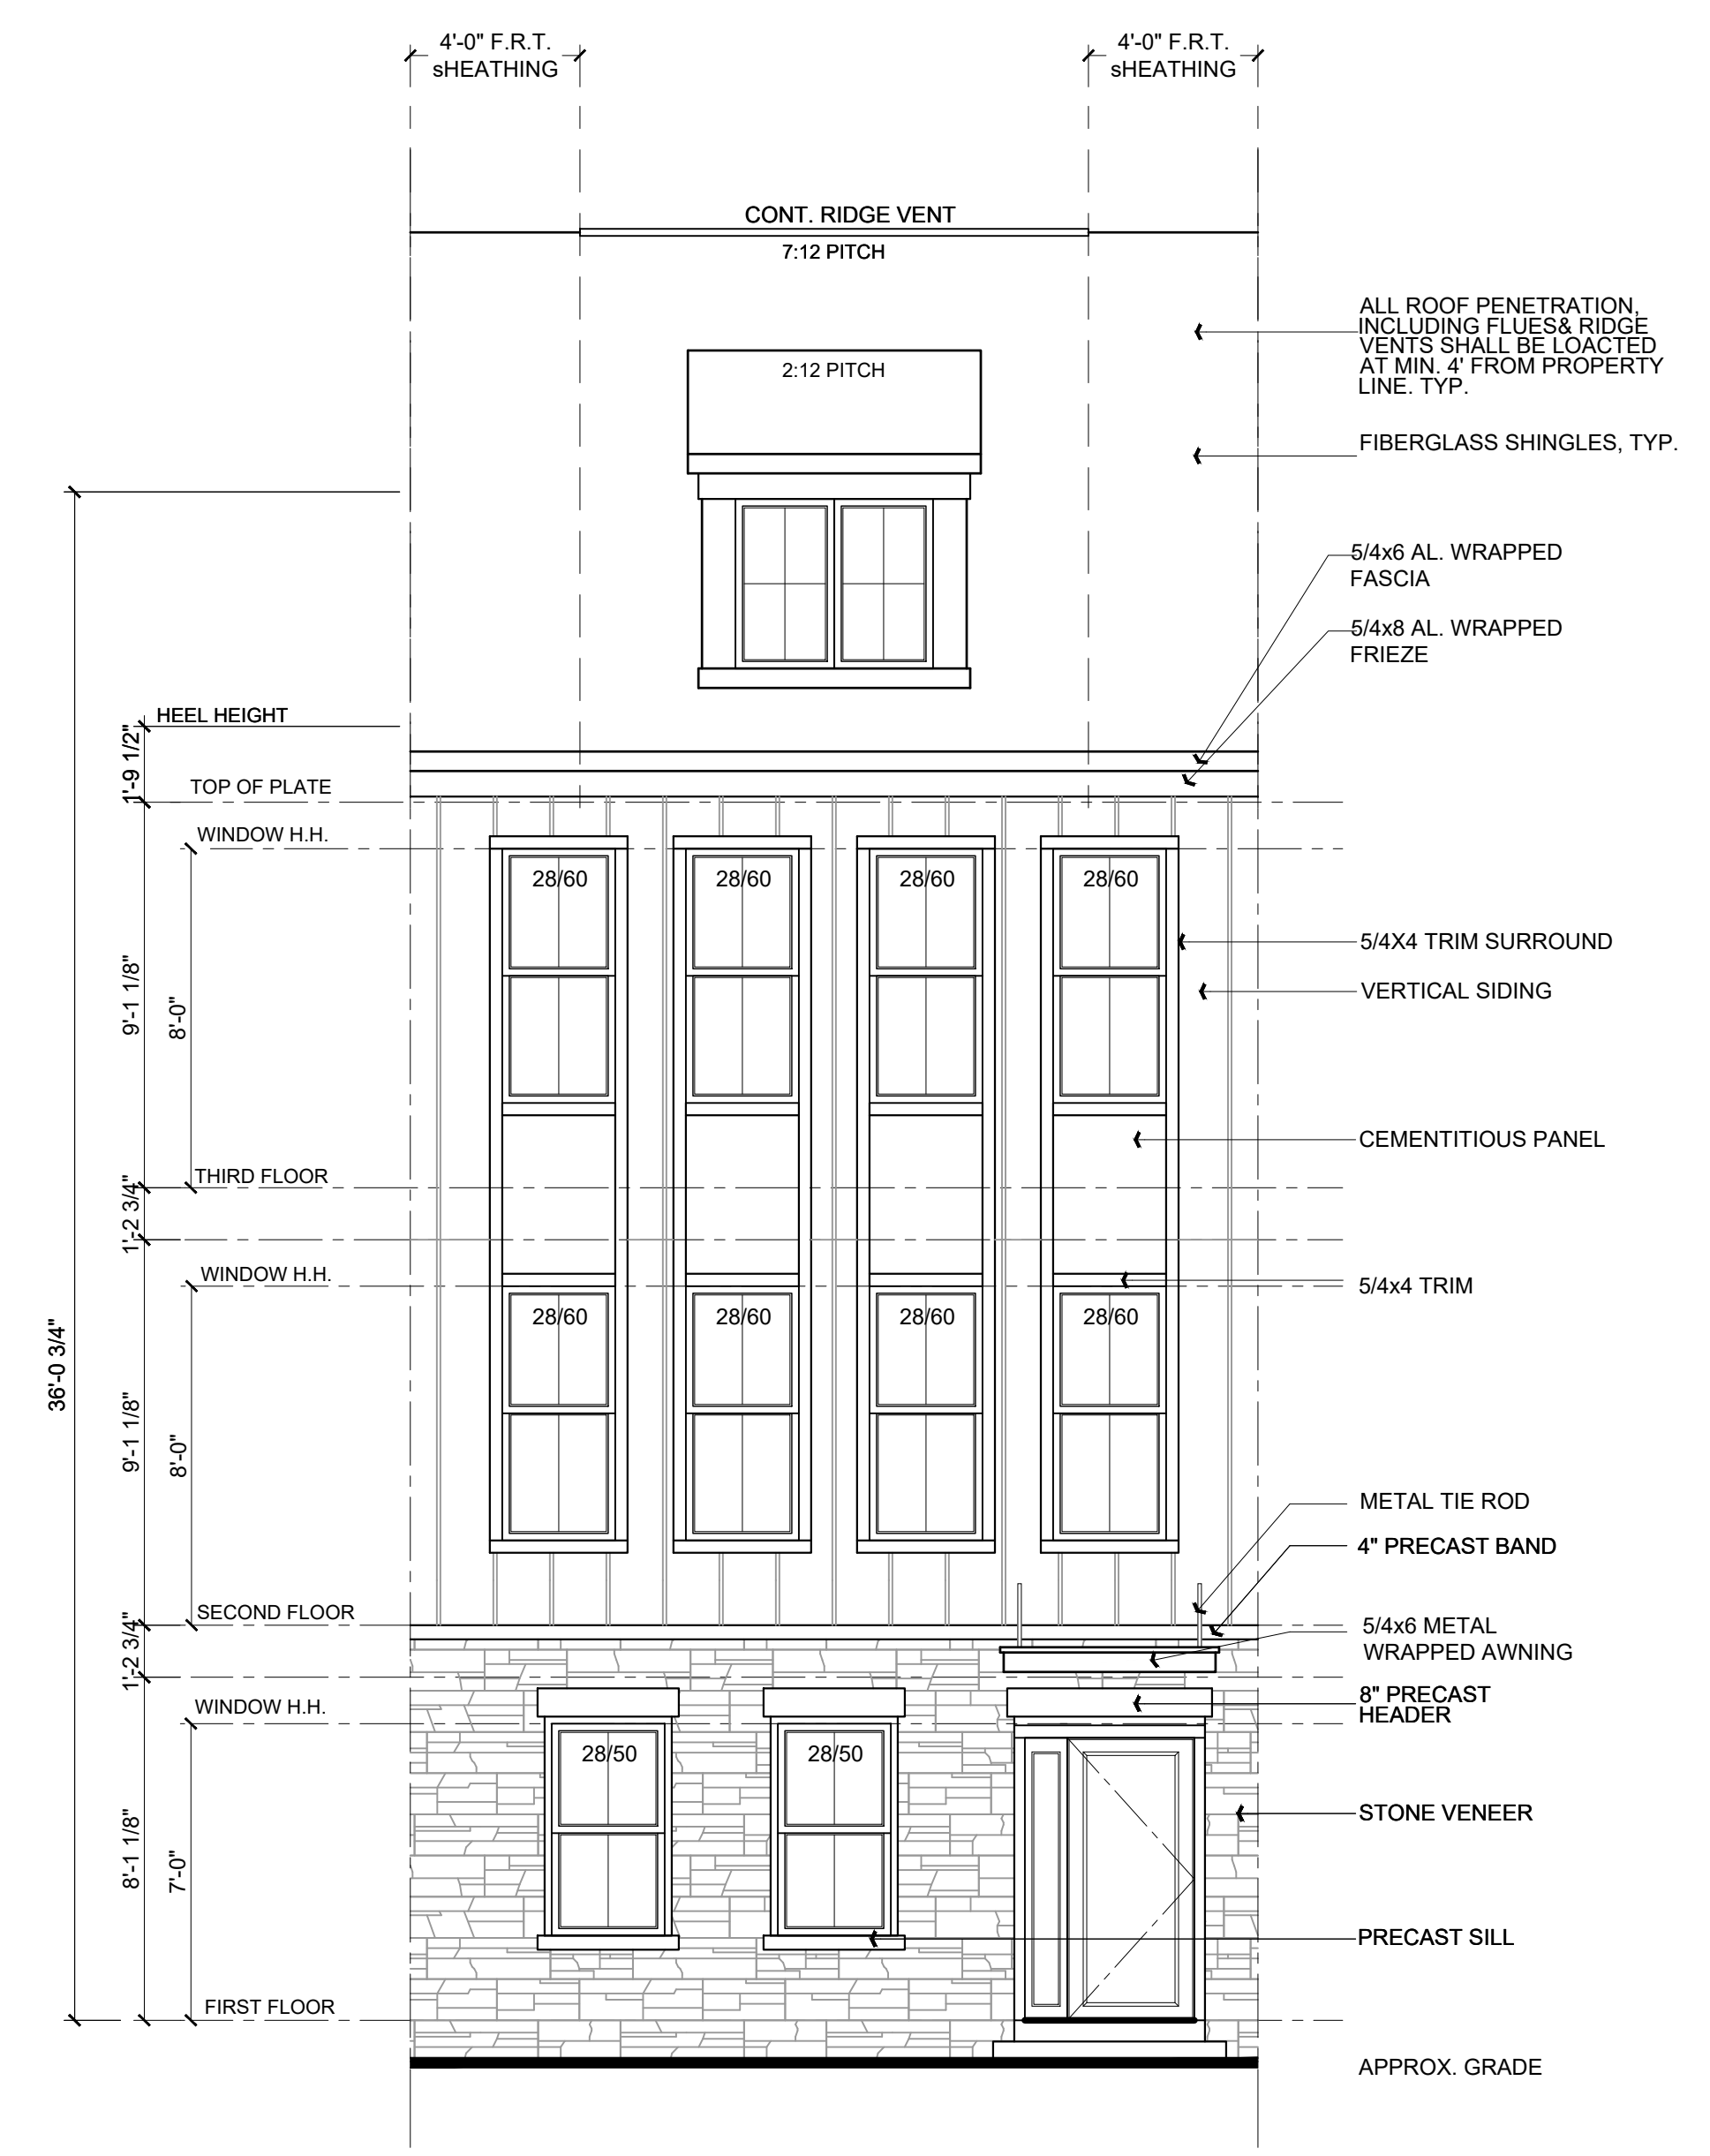 4'-0" F.R.T.
sHEATHING
4'-0" F.R.T.
sHEATHING
CONT. RIDGE VENT
7:12 PITCH
2:12 PITCH
ALL ROOF PENETRATION,
INCLUDING FLUES& RIDGE
VENTS SHALL BE LOACTED
AT MIN. 4' FROM PROPERTY
LINE. TYP.
FIBERGLASS SHINGLES, TYP.
5/4x6 AL. WRAPPED
FASCIA
5/4x8 AL. WRAPPED
FRIEZE
HEEL HEIGHT
1'-9 1/2"
TOP OF PLATE
WINDOW H.H.
28/60
28/60
28/60
28/60
5/4X4 TRIM SURROUND
VERTICAL SIDING
9'-1 1/8"
8'-0"
CEMENTITIOUS PANEL
THIRD FLOOR
1'-2 3/4"
WINDOW H.H.
5/4x4 TRIM
28/60
28/60
28/60
28/60
36'-0 3/4"
9'-1 1/8"
8'-0"
METAL TIE ROD
4" PRECAST BAND
SECOND FLOOR
5/4x6 METAL
WRAPPED AWNING
1'-2 3/4"
WINDOW H.H.
8" PRECAST
HEADER
28/50
28/50
STONE VENEER
8'-1 1/8"
7'-0"
PRECAST SILL
FIRST FLOOR
APPROX. GRADE